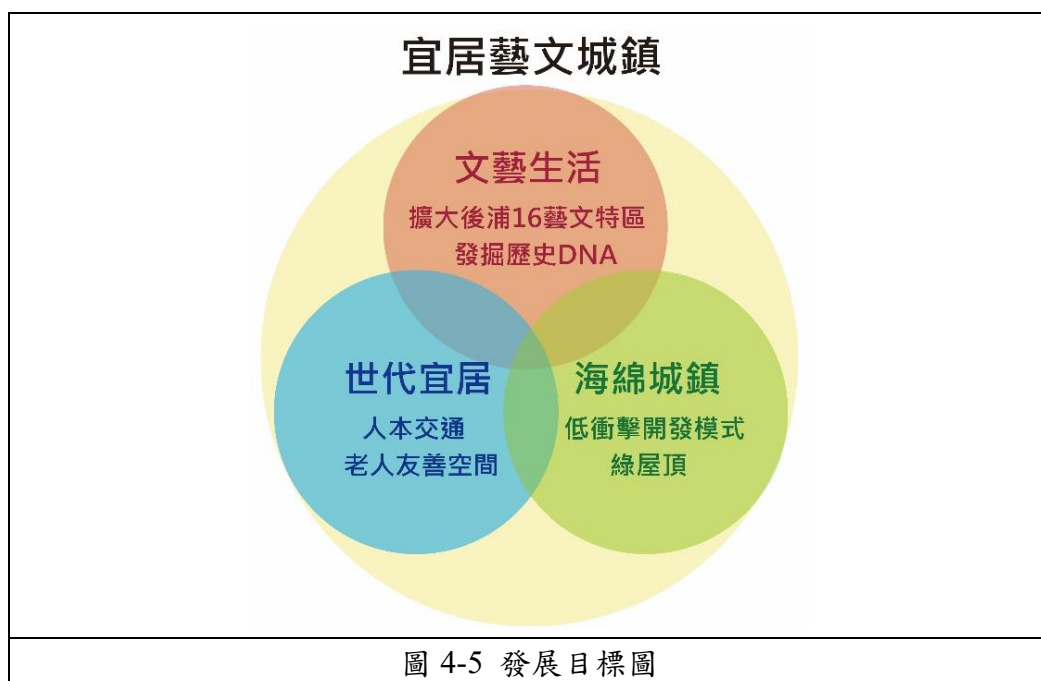 宜居藝文城鎮
文藝生活
擴大後浦16藝文特區
發掘歷史DNA
世代宜居
人本交通
老人友善空間
海綿城鎮
低衝擊開發模式
綠屋頂
圖 4-5 發展目標圖